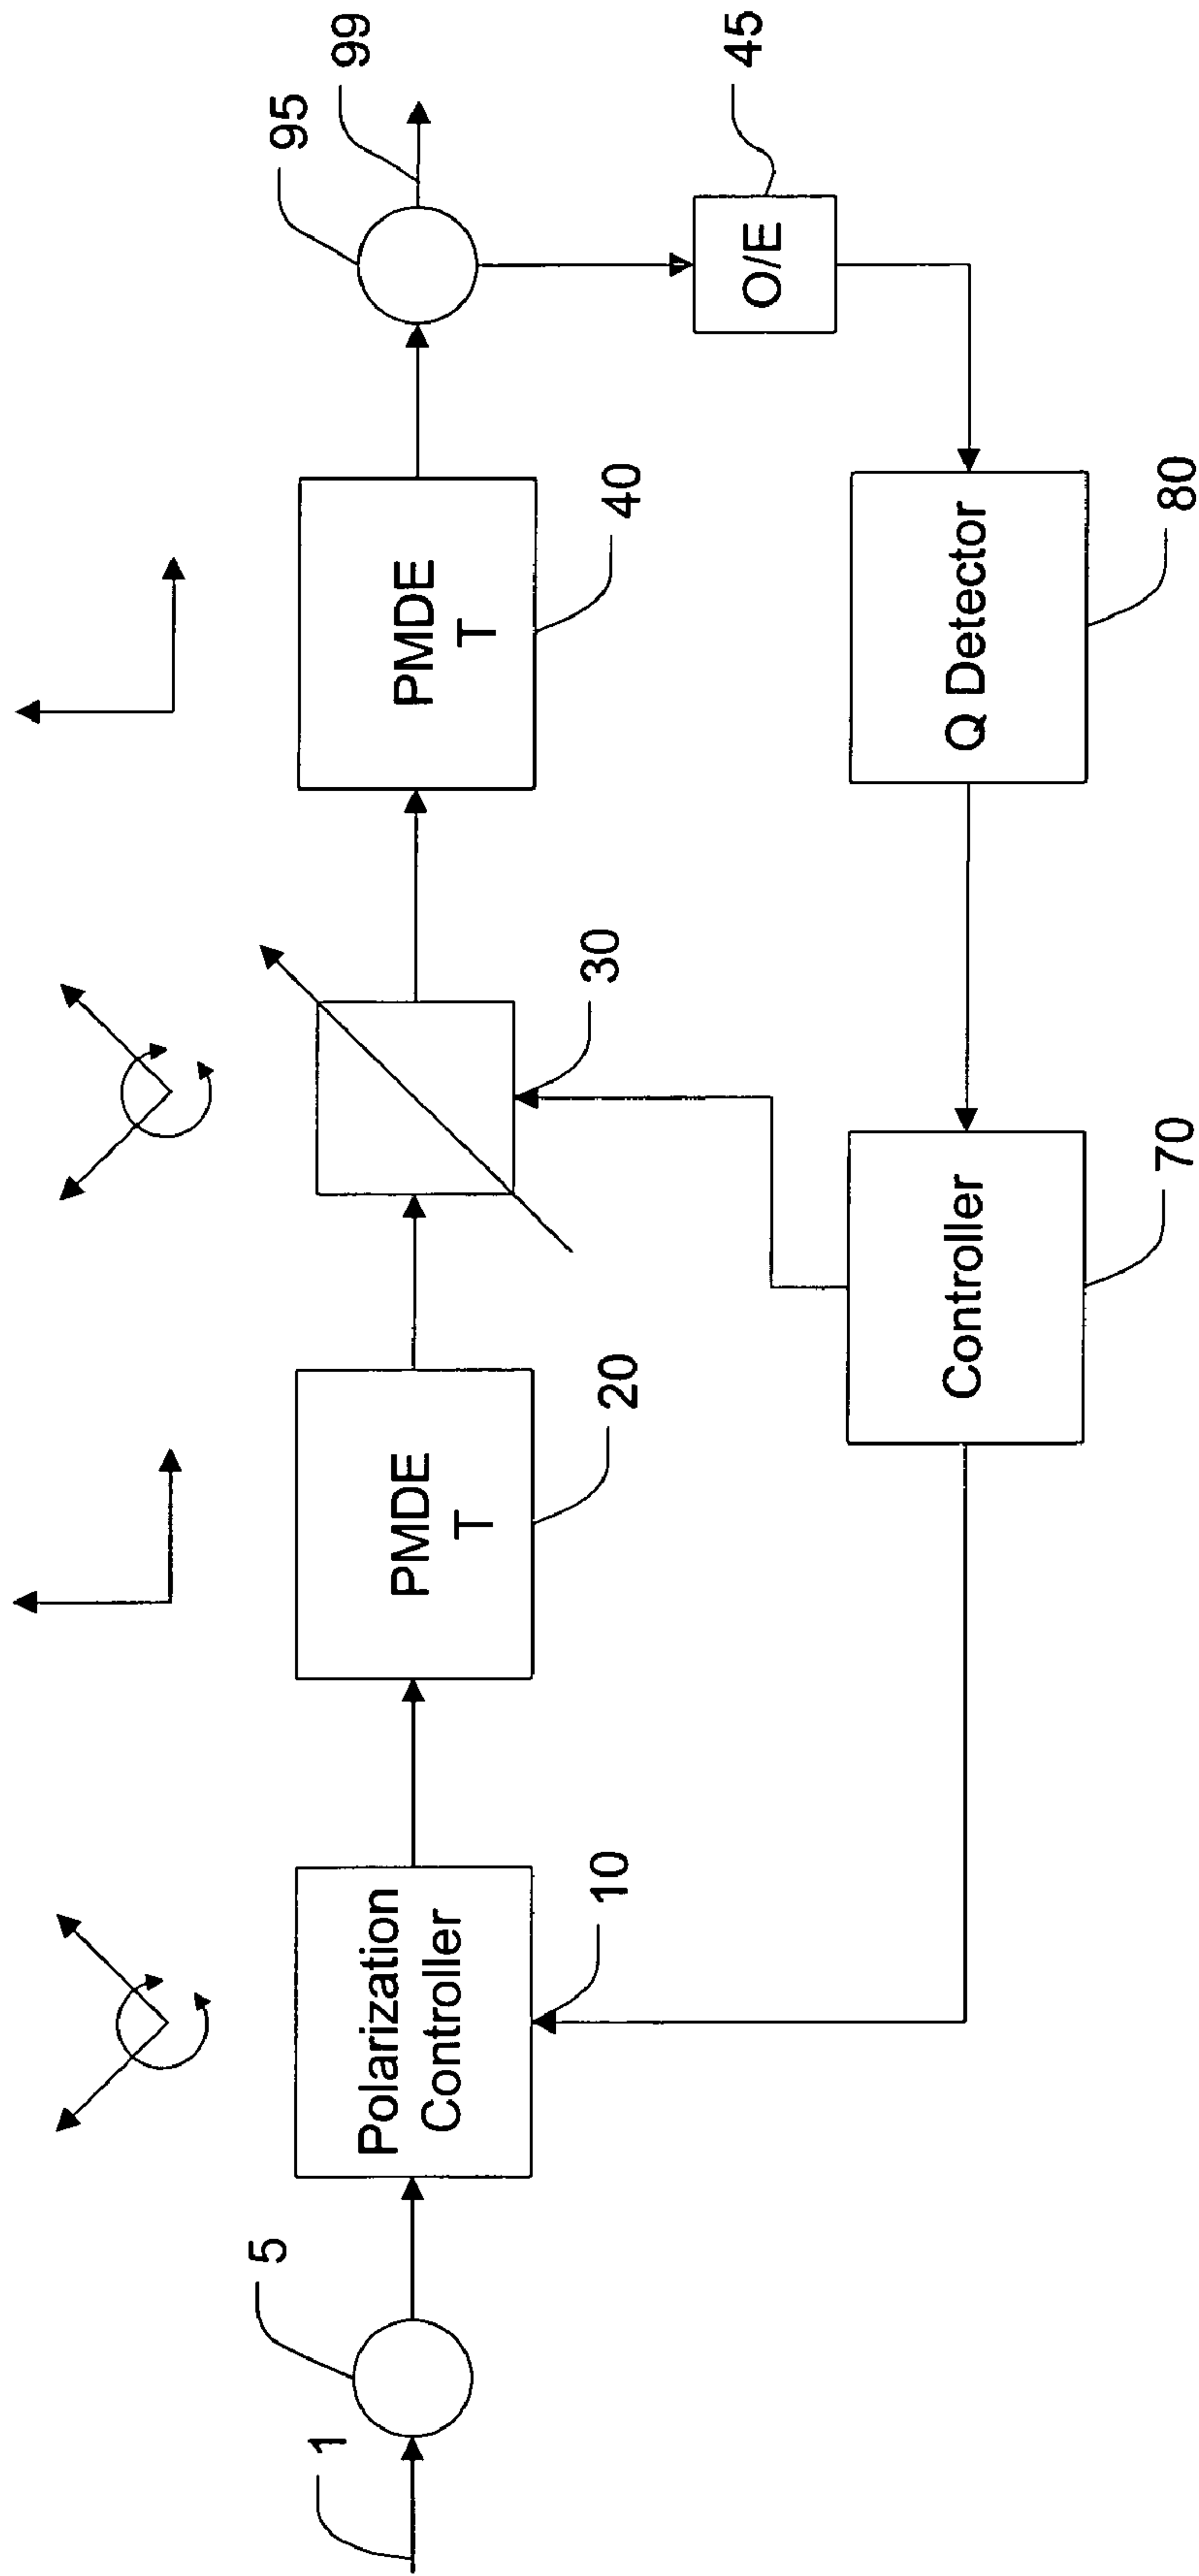 1
5
Polarization
Controller
10
PMDE
T
20
30
PMDE
T
40
95
99
O/E
45
Q Detector
80
Controller
70